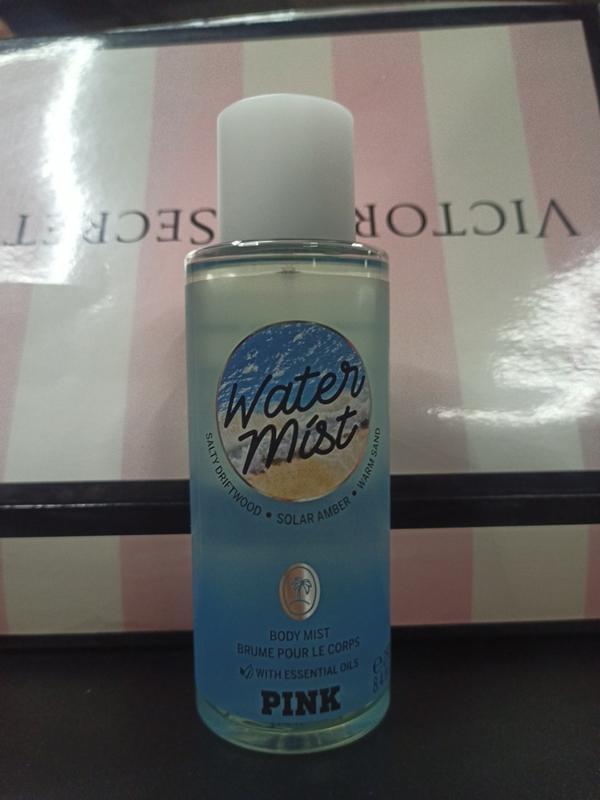 VICTORIA'S SECRET
Water
Mist
SALTY DRIFTWOOD • SOLAR AMBER • WARM SAND
BODY MIST
BRUME POUR LE CORPS
WITH ESSENTIAL OILS
PINK